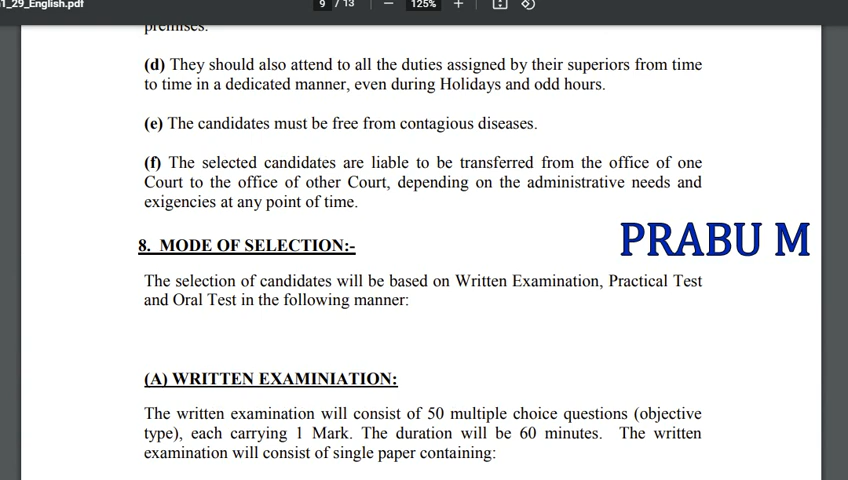 1_29_English.pdf
9 / 13
125%
premises.
(d) They should also attend to all the duties assigned by their superiors from time
to time in a dedicated manner, even during Holidays and odd hours.
(e) The candidates must be free from contagious diseases.
(f) The selected candidates are liable to be transferred from the office of one
Court to the office of other Court, depending on the administrative needs and
exigencies at any point of time.
8. MODE OF SELECTION:-
PRABU M
The selection of candidates will be based on Written Examination, Practical Test
and Oral Test in the following manner:
(A) WRITTEN EXAMINIATION:
The written examination will consist of 50 multiple choice questions (objective
type), each carrying 1 Mark. The duration will be 60 minutes. The written
examination will consist of single paper containing: